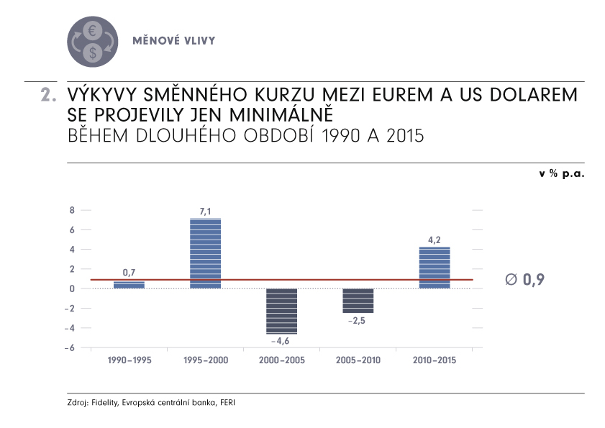 €
$
MĚNOVÉ VLIVY
2. VÝKYVY SMĚNNÉHO KURZU MEZI EUREM A US DOLAREM
SE PROJEVILY JEN MINIMÁLNĚ
BĚHEM DLOUHÉHO OBDOBÍ 1990 A 2015
v % p.a.
8
6
4
2
0
–2
–4
–6
0,7
7,1
–4,6
–2,5
4,2
Ø 0,9
1990–1995
1995–2000
2000–2005
2005–2010
2010–2015
Zdroj: Fidelity, Evropská centrální banka, FERI